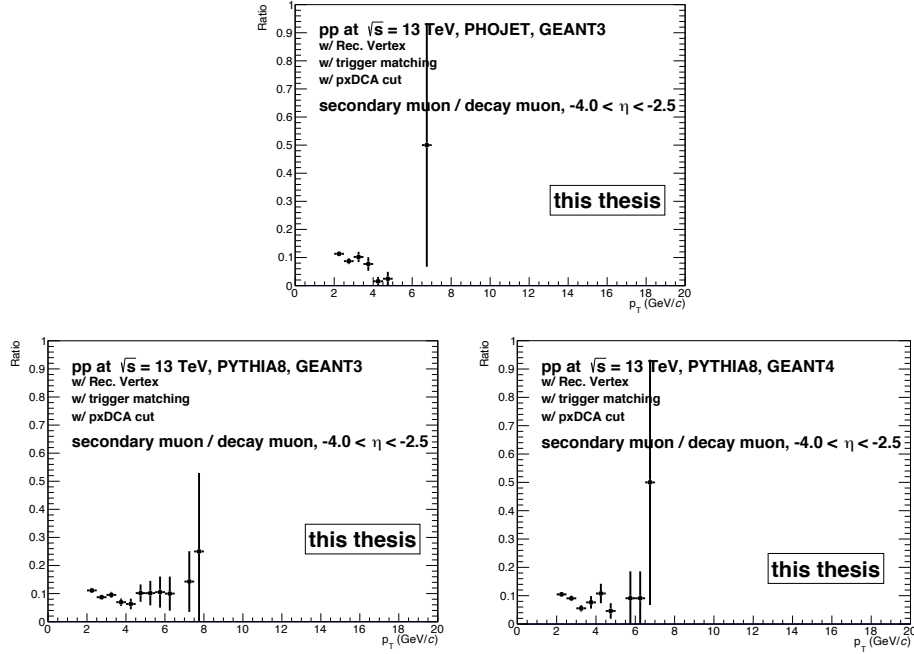 Ratio
pp at √s = 13 TeV, PHOJET, GEANT3
w/ Rec. Vertex
w/ trigger matching
w/ pxDCA cut
secondary muon / decay muon, -4.0 < η < -2.5
this thesis
1
0.9
0.8
0.7
0.6
0.5
0.4
0.3
0.2
0.1
0
0 2 4 6 8 10 12 14 16 18 20
p_T (GeV/c)
Ratio
pp at √s = 13 TeV, PYTHIA8, GEANT3
w/ Rec. Vertex
w/ trigger matching
w/ pxDCA cut
secondary muon / decay muon, -4.0 < η < -2.5
this thesis
1
0.9
0.8
0.7
0.6
0.5
0.4
0.3
0.2
0.1
0
0 2 4 6 8 10 12 14 16 18 20
p_T (GeV/c)
Ratio
pp at √s = 13 TeV, PYTHIA8, GEANT4
w/ Rec. Vertex
w/ trigger matching
w/ pxDCA cut
secondary muon / decay muon, -4.0 < η < -2.5
this thesis
1
0.9
0.8
0.7
0.6
0.5
0.4
0.3
0.2
0.1
0
0 2 4 6 8 10 12 14 16 18 20
p_T (GeV/c)